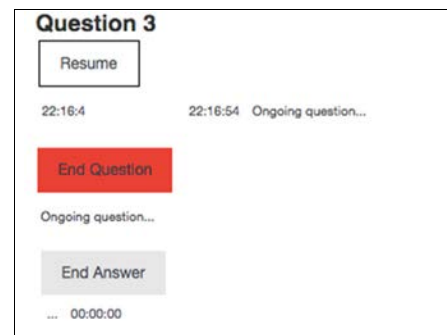 Question 3
Resume
22:16:4 22:16:54 Ongoing question...
End Question
Ongoing question...
End Answer
... 00:00:00